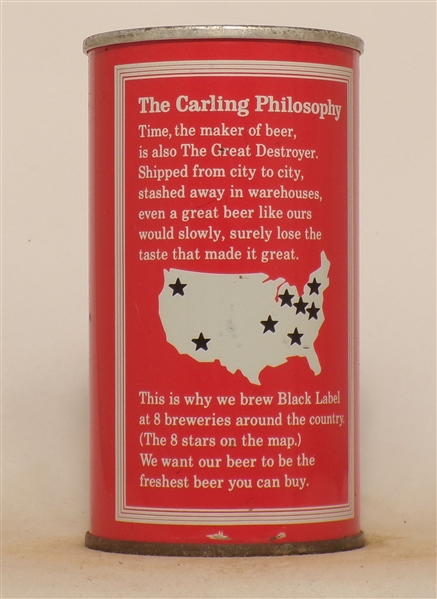 The Carling Philosophy
Time, the maker of beer,
is also The Great Destroyer.
Shipped from city to city,
stashed away in warehouses,
even a great beer like ours
would slowly, surely lose the
taste that made it great.
This is why we brew Black Label
at 8 breweries around the country.
(The 8 stars on the map.)
We want our beer to be the
freshest beer you can buy.